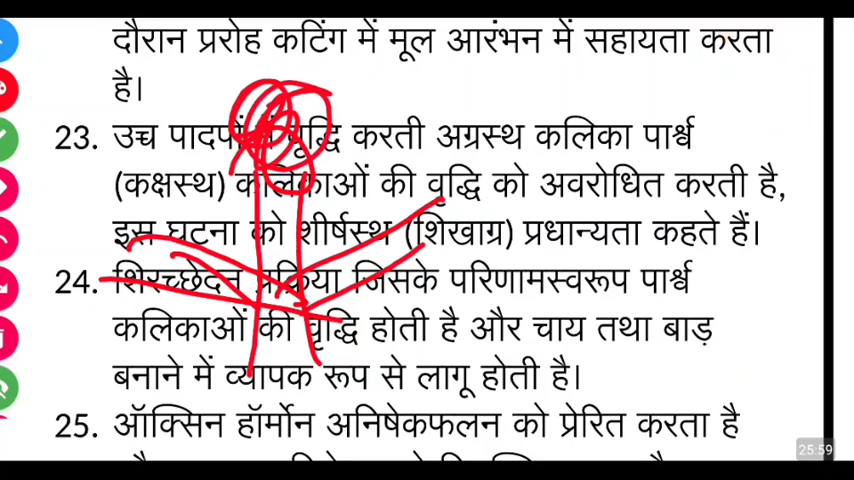 दौरान प्ररोह कटिंग में मूल आरंभन में सहायता करता
है।
23. उच्च पादपों में वृद्धि करती अग्रस्थ कलिका पार्श्व
(कक्षस्थ) कलिकाओं की वृद्धि को अवरोधित करती है,
इस घटना को शीर्षस्थ (शिखाग्र) प्रधान्यता कहते हैं।
24. शिरच्छेदन प्रक्रिया जिसके परिणामस्वरूप पार्श्व
कलिकाओं की वृद्धि होती है और चाय तथा बाड़
बनाने में व्यापक रूप से लागू होती है।
25. ऑक्सिन हॉर्मोन अनिषेकफलन को प्रेरित करता है
25:59